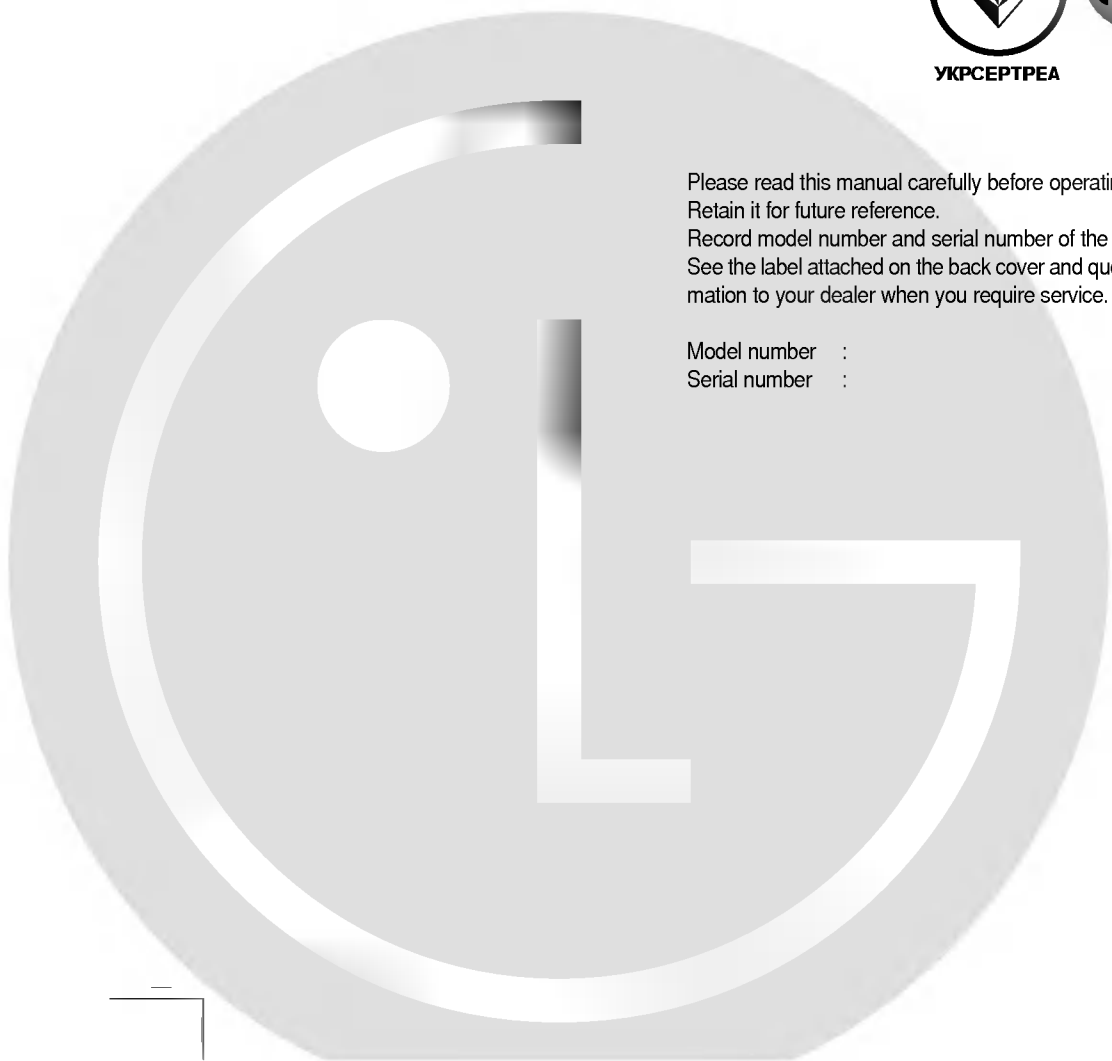 УКРСЕРТРЕА
Please read this manual carefully before operatin
Retain it for future reference.
Record model number and serial number of the
See the label attached on the back cover and quo
mation to your dealer when you require service.
Model number :
Serial number :